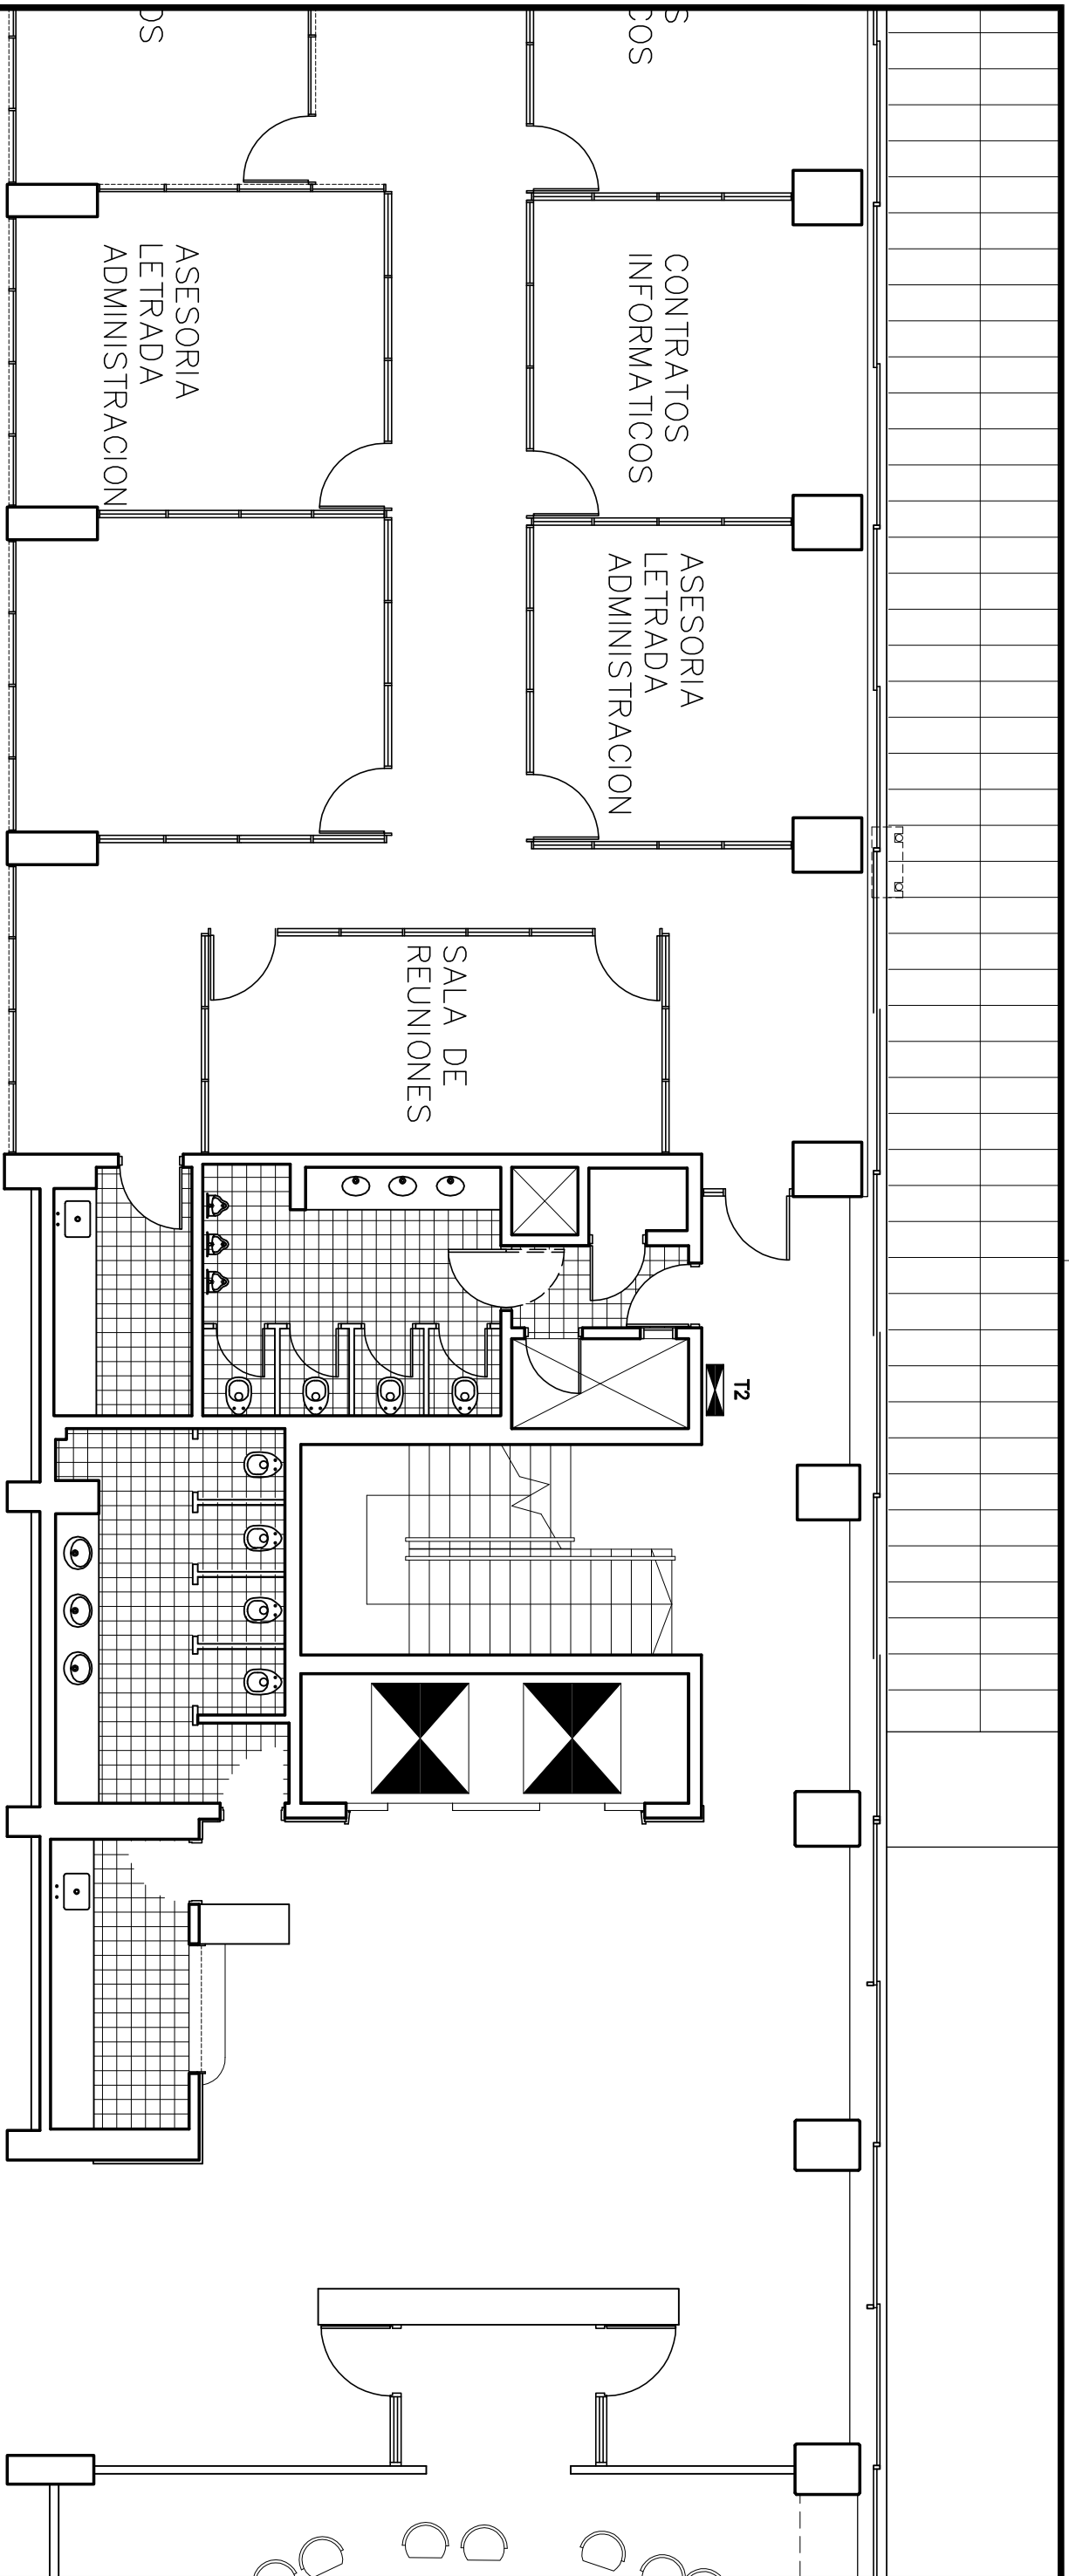 CONTRATOS
INFORMATICOS
ASESORIA
LETRADA
ADMINISTRACION
ASESORIA
LETRADA
ADMINISTRACION
SALA DE
REUNIONES
T2